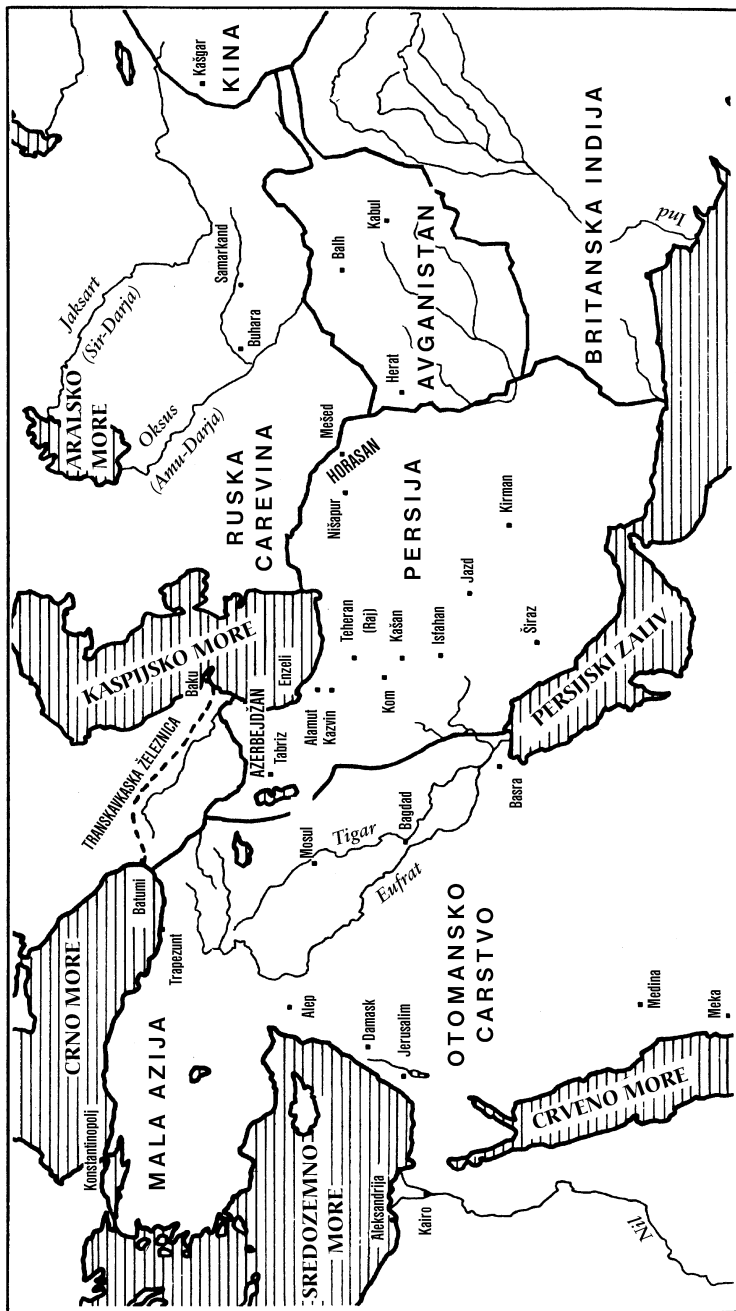 CRNO MORE
Konstantinopolj
MALA AZIJA
Trapezunt
Batumi
TRANSKAVKASKA ŽELEZNICA
SREDOZEMNO
MORE
Aleksandrija
Kairo
Nil
Alep
Damask
Jerusalim
OTOMANSKO
CARSTVO
CRVENO MORE
Medina
Meka
Mosul
Tigar
Bagdad
Eufrat
Basra
KASPIJSKO MORE
Baku
AZERBEJDŽAN
Tabriz
Enzeli
Alamut
Kazvin
Teheran
(Raj)
Kom
Kašan
Isfahan
Jazd
Širaz
Kirman
PERSIJA
PERSIJSKI ZALIV
RUSKA
CAREVINA
Nišapur
HORASAN
Mešed
ARALSKO
MORE
Oksus
(Amu-Darja)
Jaksart
(Sir-Darja)
Buhara
Samarkand
Herat
Balh
Kabul
AVGANISTAN
BRITANSKA INDIJA
Ind
Kašgar
KINA